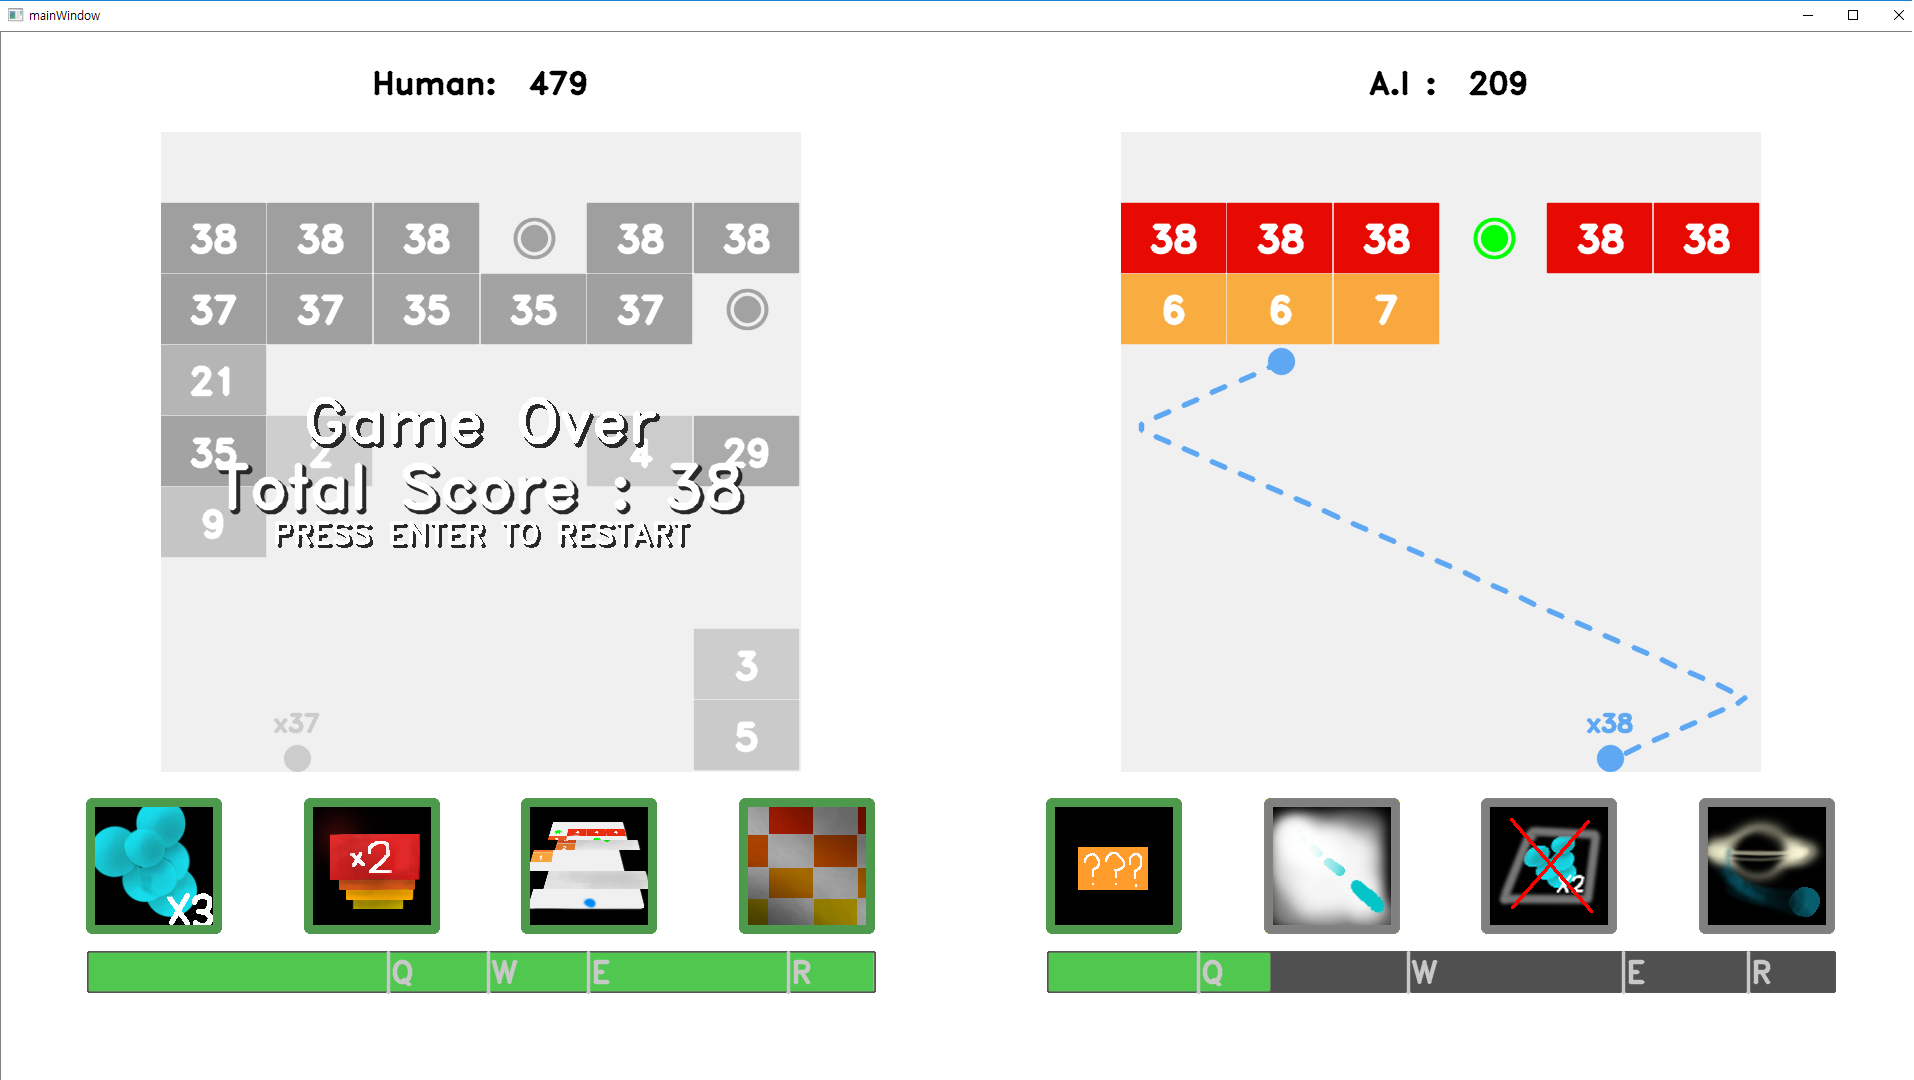 mainWindow
Human: 479
38 38 38 38 38
37 37 35 35 37
21
Game Over
35 2 4 29
Total Score : 38
9
PRESS ENTER TO RESTART
3
x37
5
X3
x2
Q W E R
A.I : 209
38 38 38 38 38
6 6 7
x38
???
x2
Q W E R